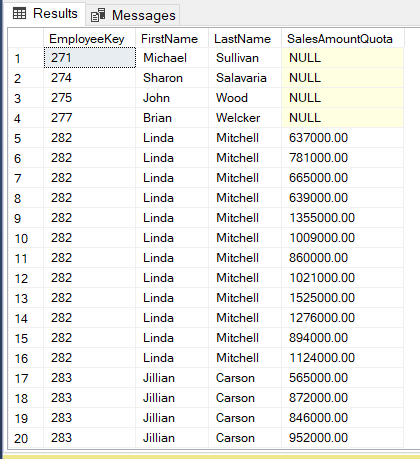 Results Messages
EmployeeKey FirstName LastName SalesAmountQuota
1 271 Michael Sullivan NULL
2 274 Sharon Salavaria NULL
3 275 John Wood NULL
4 277 Brian Welcker NULL
5 282 Linda Mitchell 637000.00
6 282 Linda Mitchell 781000.00
7 282 Linda Mitchell 665000.00
8 282 Linda Mitchell 639000.00
9 282 Linda Mitchell 1355000.00
10 282 Linda Mitchell 1009000.00
11 282 Linda Mitchell 860000.00
12 282 Linda Mitchell 1021000.00
13 282 Linda Mitchell 1525000.00
14 282 Linda Mitchell 1276000.00
15 282 Linda Mitchell 894000.00
16 282 Linda Mitchell 1124000.00
17 283 Jillian Carson 565000.00
18 283 Jillian Carson 872000.00
19 283 Jillian Carson 846000.00
20 283 Jillian Carson 952000.00